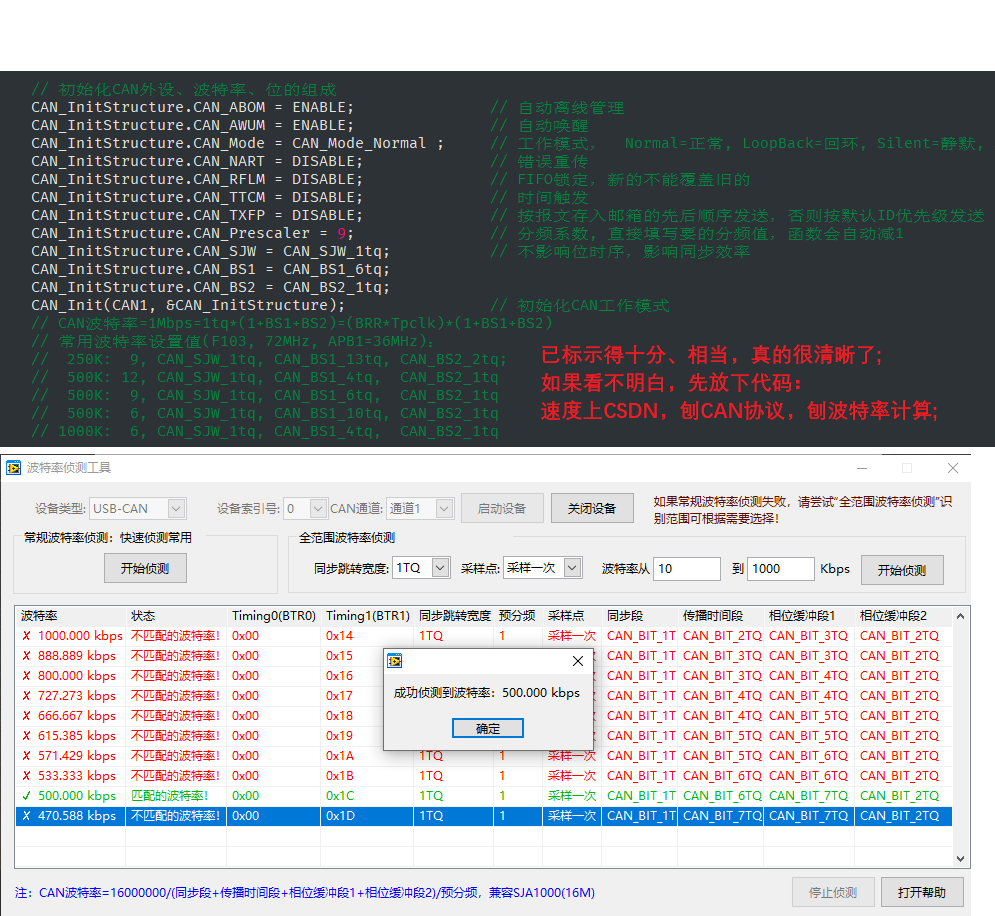 // 初始化CAN外设、波特率、位的组成
CAN_InitStructure.CAN_ABOM = ENABLE; // 自动离线管理
CAN_InitStructure.CAN_AWUM = ENABLE; // 自动唤醒
CAN_InitStructure.CAN_Mode = CAN_Mode_Normal ; // 工作模式, Normal=正常, LoopBack=回环, Silent=静默,
CAN_InitStructure.CAN_NART = DISABLE; // 错误重传
CAN_InitStructure.CAN_RFLM = DISABLE; // FIFO锁定, 新的不能覆盖旧的
CAN_InitStructure.CAN_TTCM = DISABLE; // 时间触发
CAN_InitStructure.CAN_TXFP = DISABLE; // 按报文存入邮箱的先后顺序发送, 否则按默认ID优先级发送
CAN_InitStructure.CAN_Prescaler = 9; // 分频系数, 直接填写要的分频值, 函数会自动减1
CAN_InitStructure.CAN_SJW = CAN_SJW_1tq; // 不影响位时序, 影响同步效率
CAN_InitStructure.CAN_BS1 = CAN_BS1_6tq;
CAN_InitStructure.CAN_BS2 = CAN_BS2_1tq;
CAN_Init(CAN1, &CAN_InitStructure); // 初始化CAN工作模式
// CAN波特率=1Mbps=1tq*(1+BS1+BS2)=(BRR*Tpclk)*(1+BS1+BS2)
// 常用波特率设置值(F103, 72MHz, APB1=36MHz):
// 250K: 9, CAN_SJW_1tq, CAN_BS1_13tq, CAN_BS2_2tq;
// 500K: 12, CAN_SJW_1tq, CAN_BS1_4tq, CAN_BS2_1tq
// 500K: 9, CAN_SJW_1tq, CAN_BS1_6tq, CAN_BS2_1tq
// 500K: 6, CAN_SJW_1tq, CAN_BS1_10tq, CAN_BS2_1tq
// 1000K: 6, CAN_SJW_1tq, CAN_BS1_4tq, CAN_BS2_1tq
已标示得十分、相当，真的很清晰了;
如果看不明白，先放下代码：
速度上CSDN，刨CAN协议，刨波特率计算;
波特率侦测工具
设备类型: USB-CAN 设备索引号: 0 CAN通道: 通道1 启动设备 关闭设备
如果常规波特率侦测失败，请尝试"全范围波特率侦测"识
别范围可根据需要选择！
常规波特率侦测：快速侦测常用
开始侦测
全范围波特率侦测
同步跳转宽度: 1TQ 采样点: 采样一次 波特率从 10 到 1000 Kbps 开始侦测
波特率 状态 Timing0(BTR0) Timing1(BTR1) 同步跳转宽度 预分频 采样点 同步段 传播时间段 相位缓冲段1 相位缓冲段2
✗ 1000.000 kbps 不匹配的波特率! 0x00 0x14 1TQ 1 采样一次 CAN_BIT_1T CAN_BIT_2TQ CAN_BIT_3TQ CAN_BIT_2TQ
✗ 888.889 kbps 不匹配的波特率! 0x00 0x15 CAN_BIT_1T CAN_BIT_3TQ CAN_BIT_3TQ CAN_BIT_2TQ
✗ 800.000 kbps 不匹配的波特率! 0x00 0x16 CAN_BIT_1T CAN_BIT_3TQ CAN_BIT_4TQ CAN_BIT_2TQ
✗ 727.273 kbps 不匹配的波特率! 0x00 0x17 CAN_BIT_1T CAN_BIT_4TQ CAN_BIT_4TQ CAN_BIT_2TQ
✗ 666.667 kbps 不匹配的波特率! 0x00 0x18 CAN_BIT_1T CAN_BIT_4TQ CAN_BIT_5TQ CAN_BIT_2TQ
✗ 615.385 kbps 不匹配的波特率! 0x00 0x19 CAN_BIT_1T CAN_BIT_5TQ CAN_BIT_5TQ CAN_BIT_2TQ
✗ 571.429 kbps 不匹配的波特率! 0x00 0x1A 1TQ 1 采样一次 CAN_BIT_1T CAN_BIT_5TQ CAN_BIT_6TQ CAN_BIT_2TQ
✗ 533.333 kbps 不匹配的波特率! 0x00 0x1B 1TQ 1 采样一次 CAN_BIT_1T CAN_BIT_6TQ CAN_BIT_6TQ CAN_BIT_2TQ
✓ 500.000 kbps 匹配的波特率! 0x00 0x1C 1TQ 1 采样一次 CAN_BIT_1T CAN_BIT_6TQ CAN_BIT_7TQ CAN_BIT_2TQ
✗ 470.588 kbps 不匹配的波特率! 0x00 0x1D 1TQ 1 采样一次 CAN_BIT_1T CAN_BIT_7TQ CAN_BIT_7TQ CAN_BIT_2TQ
成功侦测到波特率：500.000 kbps
确定
注：CAN波特率=16000000/(同步段+传播时间段+相位缓冲段1+相位缓冲段2)/预分频，兼容SJA1000(16M)
停止侦测 打开帮助